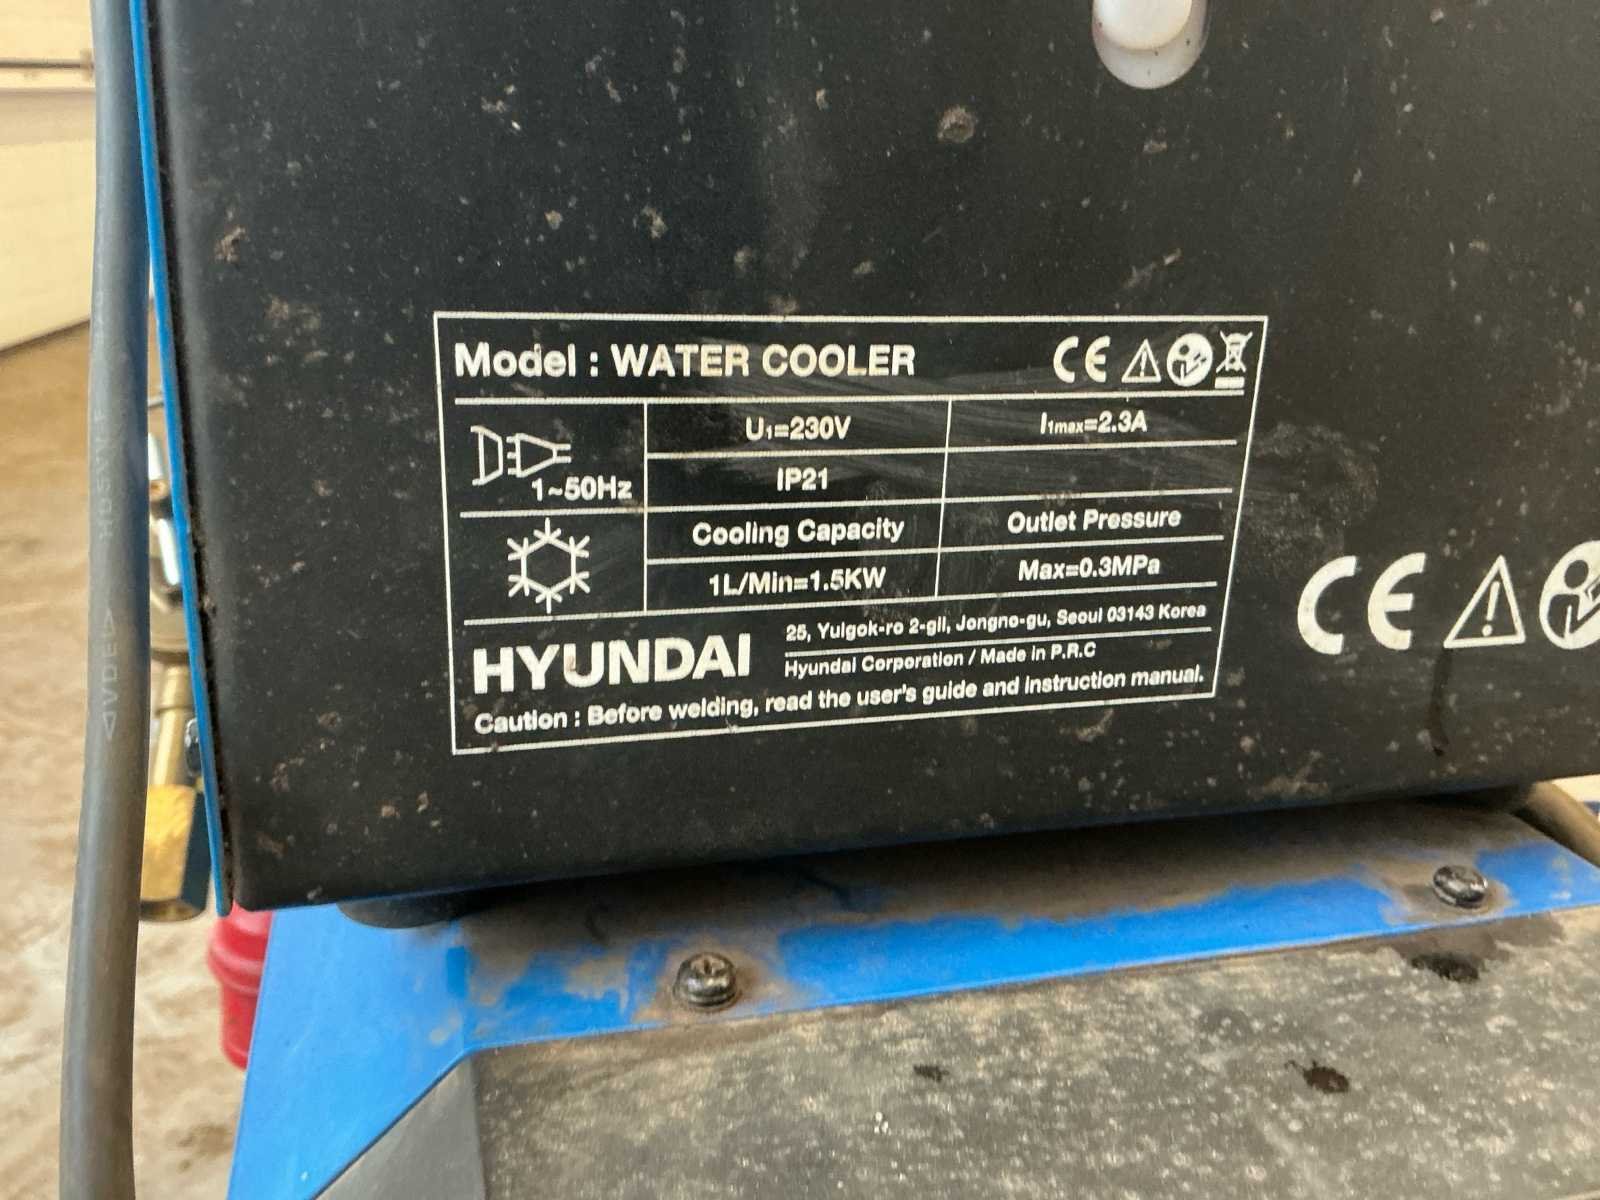 Model : WATER COOLER CE
U1=230V I1max=2.3A
1~50Hz IP21
Cooling Capacity Outlet Pressure
1L/Min=1.5KW Max=0.3MPa
HYUNDAI
25, Yulgok-ro 2-gil, Jongno-gu, Seoul 03143 Korea
Hyundai Corporation / Made in P.R.C
Caution : Before welding, read the user's guide and instruction manual.
CE
◁VDE▷